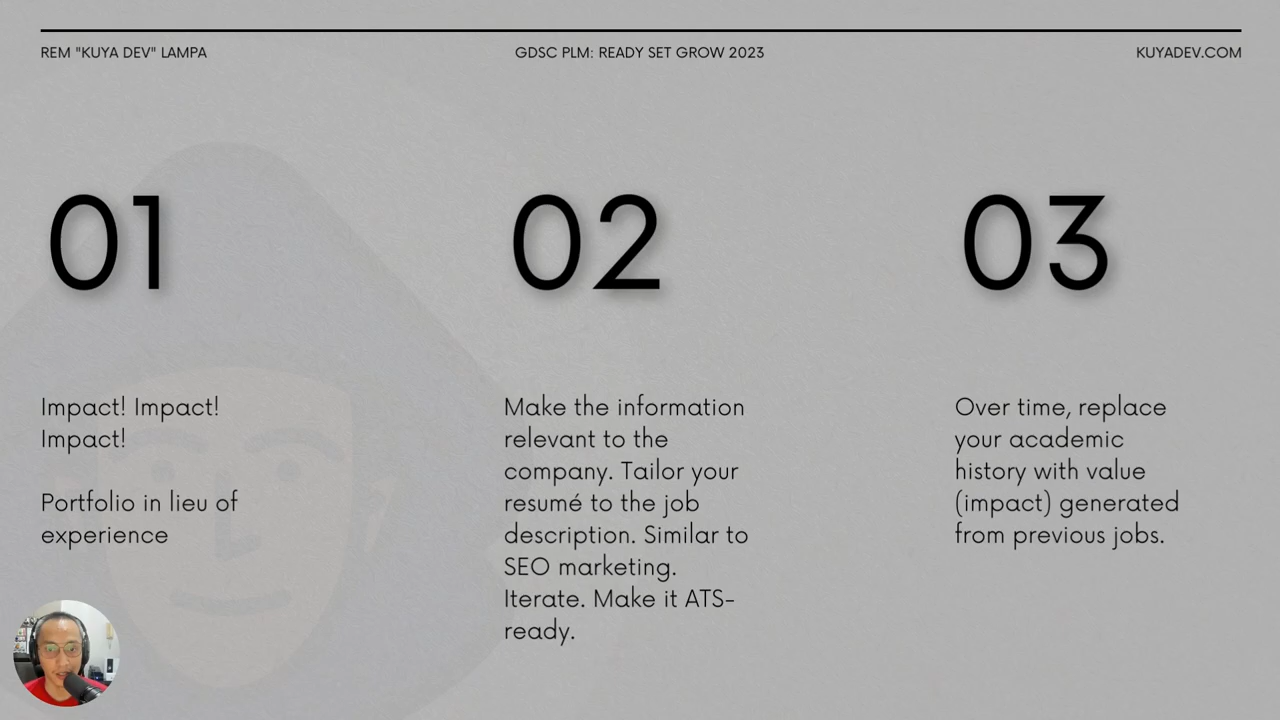 REM "KUYA DEV" LAMPA
GDSC PLM: READY SET GROW 2023
KUYADEV.COM
01
Impact! Impact!
Impact!
Portfolio in lieu of
experience
02
Make the information
relevant to the
company. Tailor your
resumé to the job
description. Similar to
SEO marketing.
Iterate. Make it ATS-
ready.
03
Over time, replace
your academic
history with value
(impact) generated
from previous jobs.